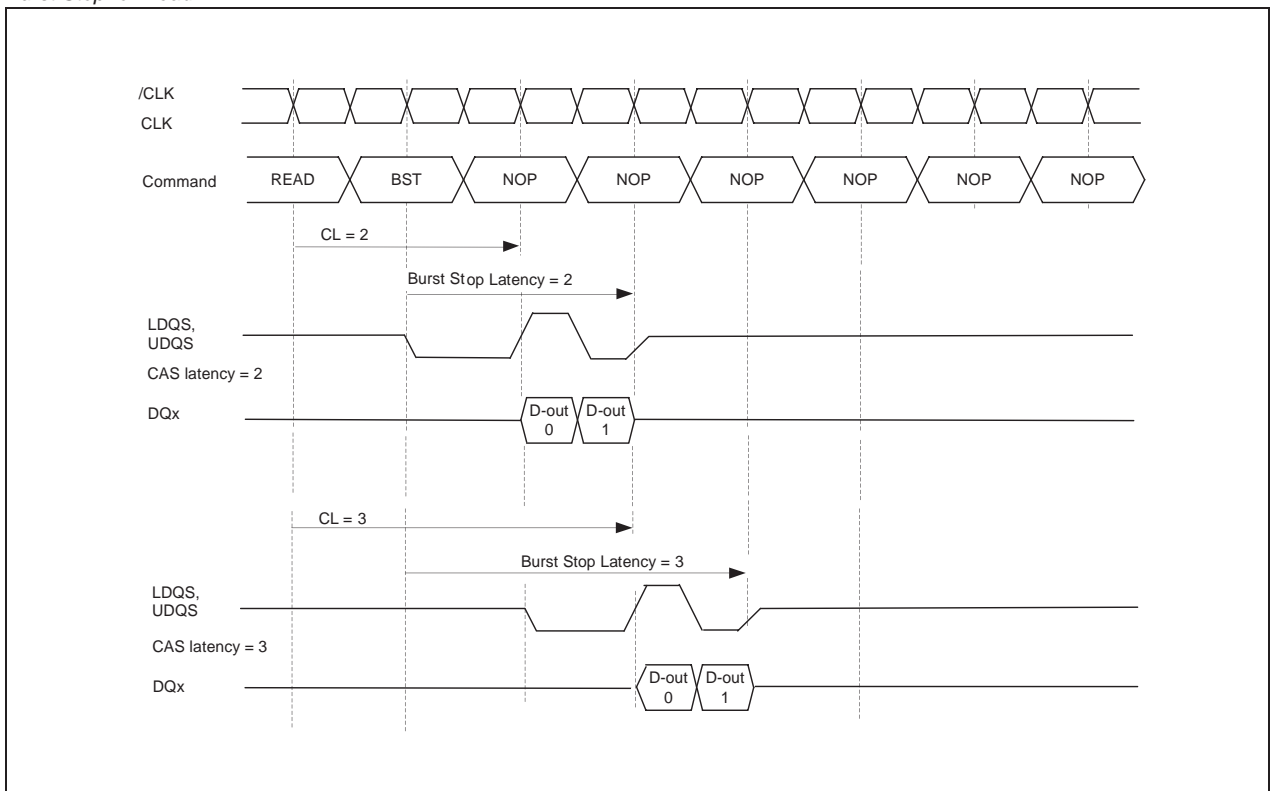 /CLK
CLK
Command READ BST NOP NOP NOP NOP NOP NOP
CL = 2
Burst Stop Latency = 2
LDQS,
UDQS
CAS latency = 2
DQx
D-out D-out
0 1
CL = 3
Burst Stop Latency = 3
LDQS,
UDQS
CAS latency = 3
DQx
D-out D-out
0 1